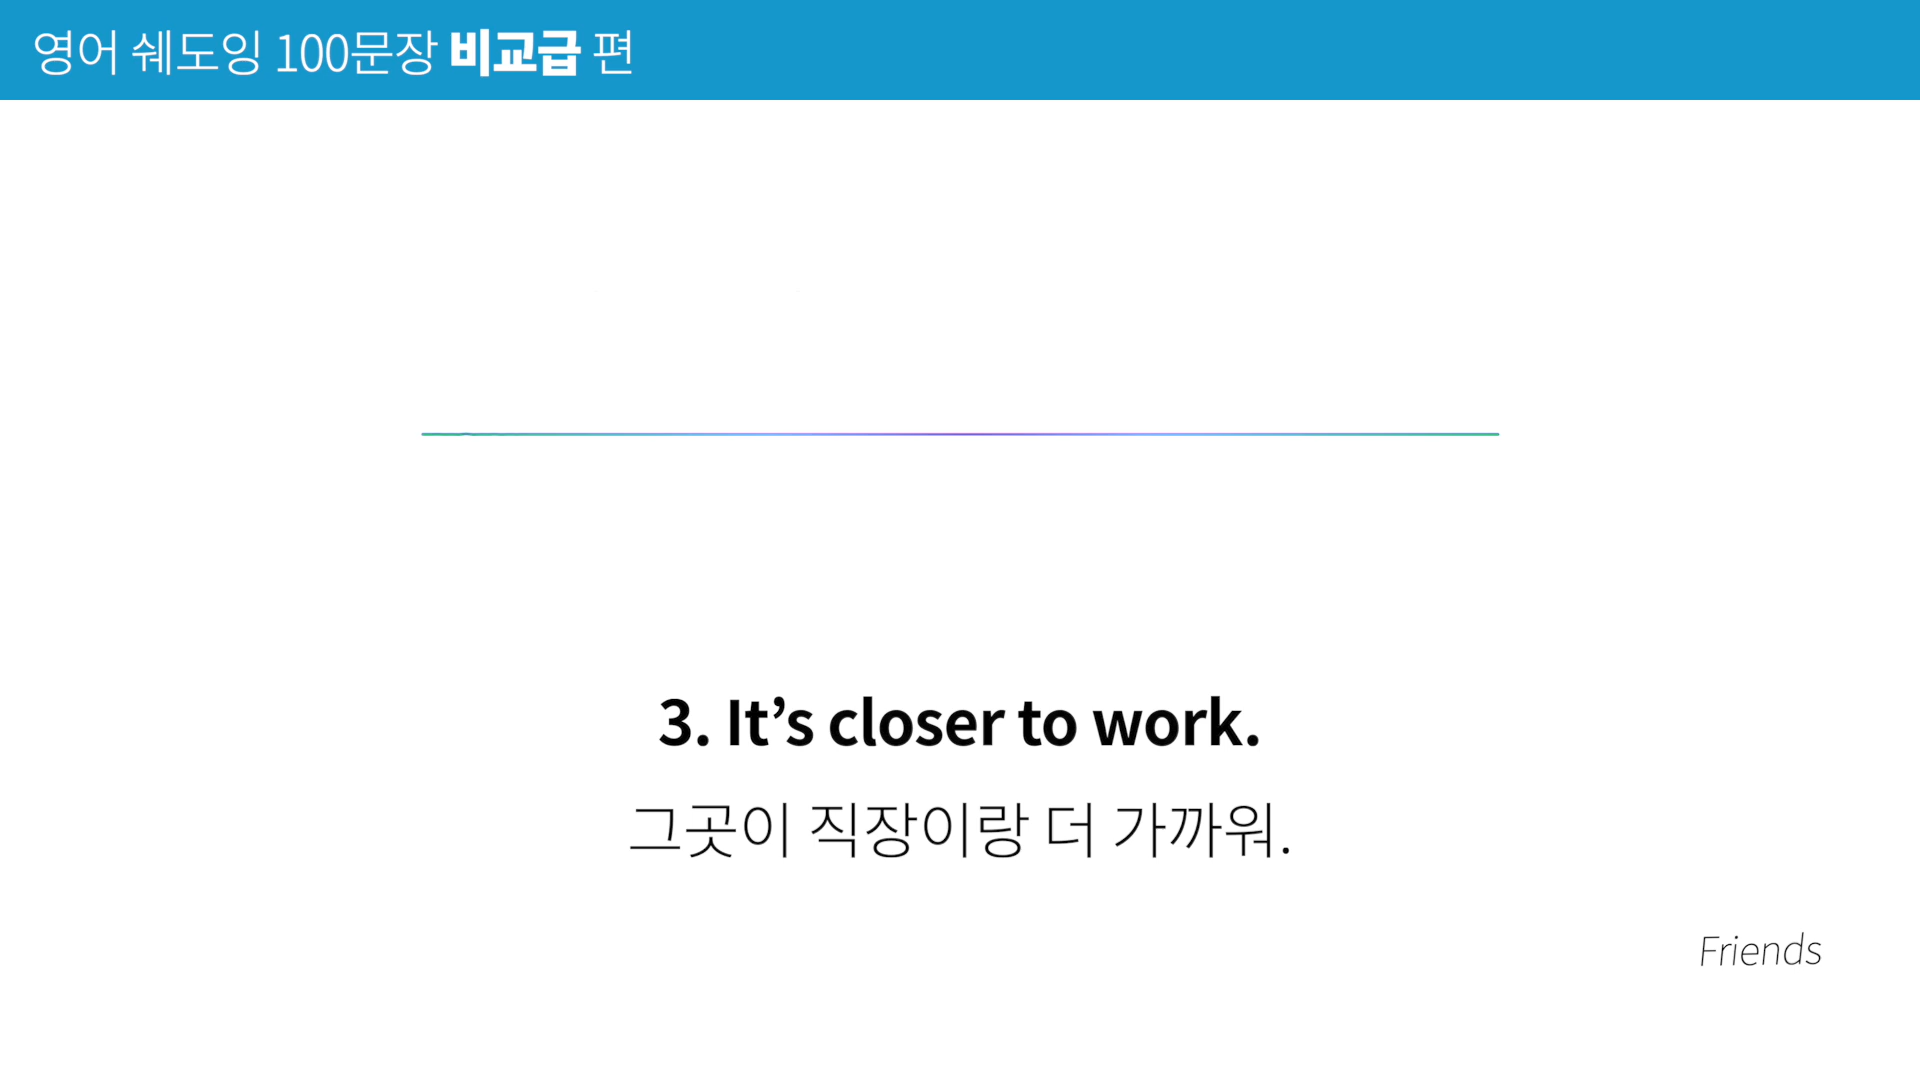 영어 쉐도잉 100문장 비교급 편
3. It’s closer to work.
그곳이 직장이랑 더 가까워.
Friends